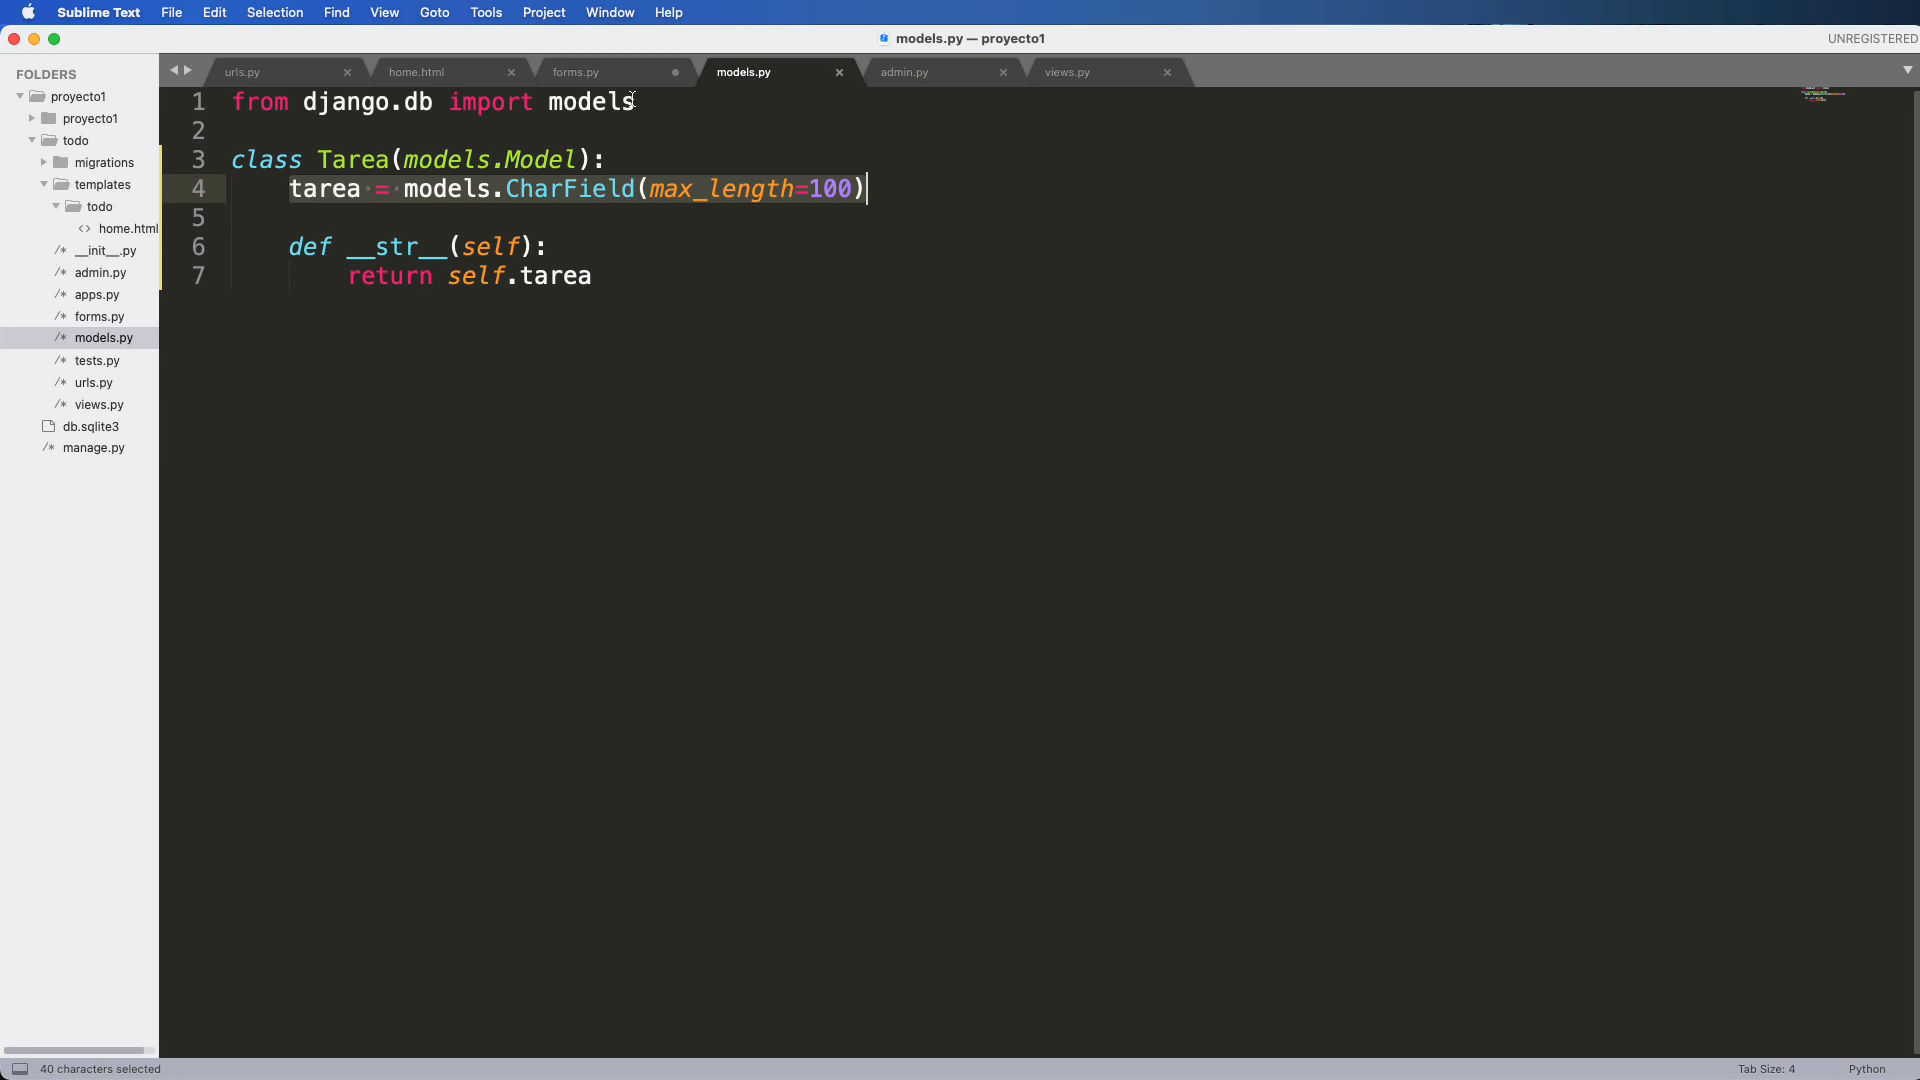 Sublime Text File Edit Selection Find View Goto Tools Project Window Help
models.py — proyecto1
UNREGISTERED
FOLDERS
proyecto1
proyecto1
todo
migrations
templates
todo
<> home.html
/* __init__.py
/* admin.py
/* apps.py
/* forms.py
/* models.py
/* tests.py
/* urls.py
/* views.py
db.sqlite3
/* manage.py
urls.py × home.html × forms.py models.py × admin.py × views.py ×
1 from django.db import models
2
3 class Tarea(models.Model):
4     tarea = models.CharField(max_length=100)
5
6     def __str__(self):
7         return self.tarea
40 characters selected
Tab Size: 4
Python